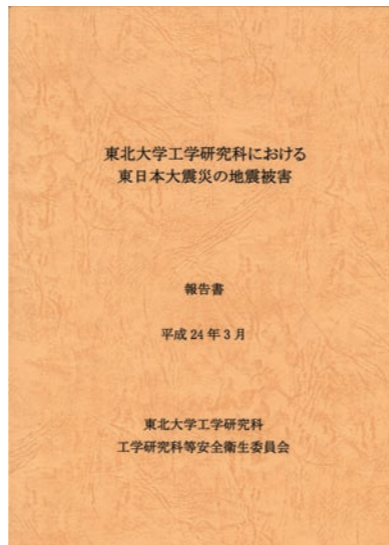 東北大学工学研究科における
東日本大震災の地震被害
報告書
平成 24 年 3 月
東北大学工学研究科
工学研究科等安全衛生委員会